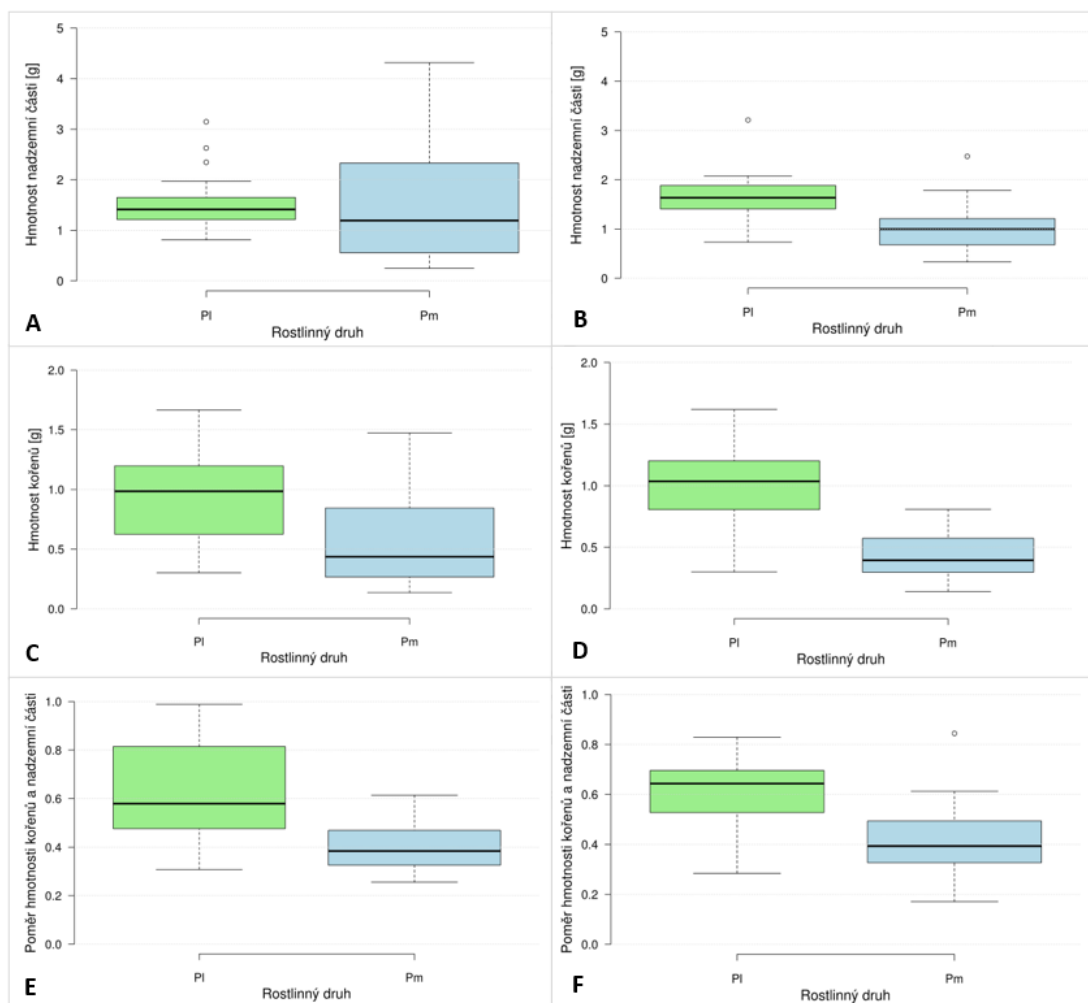 Hmotnost nadzemní části [g]
5
4
3
2
1
0
Pl
Pm
Rostlinný druh
A
Hmotnost nadzemní části [g]
5
4
3
2
1
0
Pl
Pm
Rostlinný druh
B
Hmotnost kořenů [g]
2.0
1.5
1.0
0.5
0.0
Pl
Pm
Rostlinný druh
C
Hmotnost kořenů [g]
2.0
1.5
1.0
0.5
0.0
Pl
Pm
Rostlinný druh
D
Poměr hmotnosti kořenů a nadzemní části
1.0
0.8
0.6
0.4
0.2
0.0
Pl
Pm
Rostlinný druh
E
Poměr hmotnosti kořenů a nadzemní části
1.0
0.8
0.6
0.4
0.2
0.0
Pl
Pm
Rostlinný druh
F